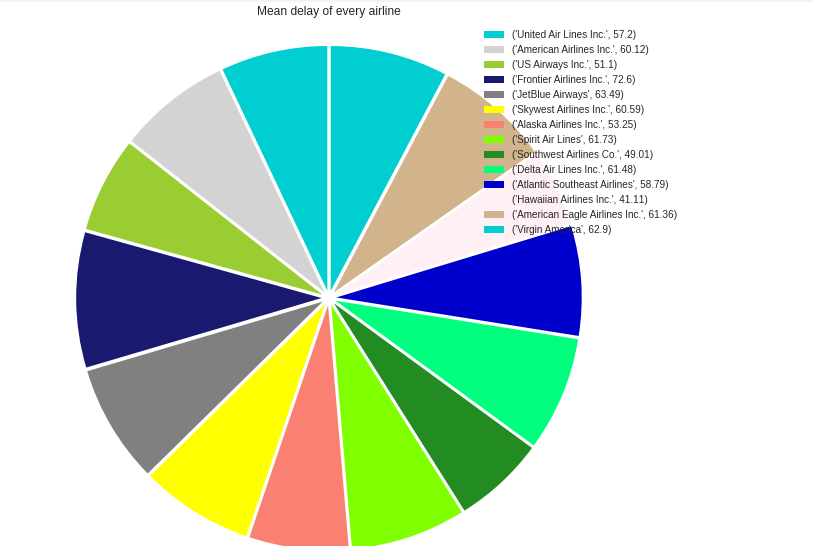 Mean delay of every airline
('United Air Lines Inc.', 57.2)
('American Airlines Inc.', 60.12)
('US Airways Inc.', 51.1)
('Frontier Airlines Inc.', 72.6)
('JetBlue Airways', 63.49)
('Skywest Airlines Inc.', 60.59)
('Alaska Airlines Inc.', 53.25)
('Spirit Air Lines', 61.73)
('Southwest Airlines Co.', 49.01)
('Delta Air Lines Inc.', 61.48)
('Atlantic Southeast Airlines', 58.79)
('Hawaiian Airlines Inc.', 41.11)
('American Eagle Airlines Inc.', 61.36)
('Virgin America', 62.9)